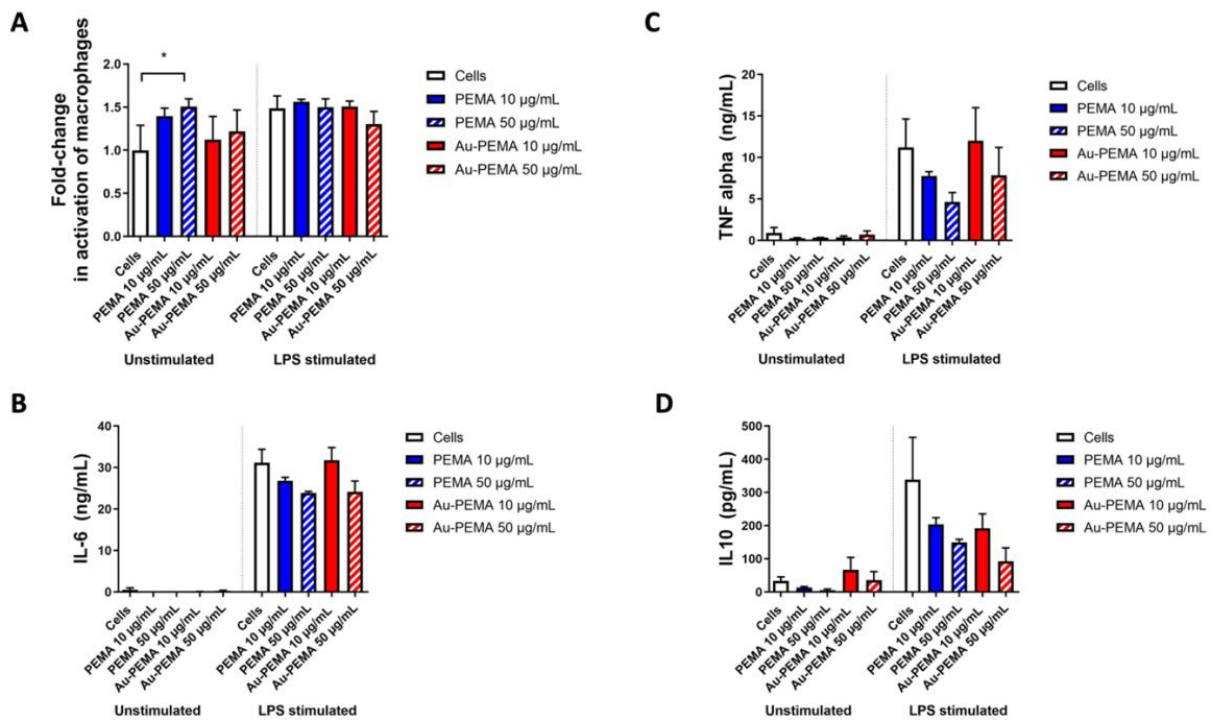 A
Fold-change
in activation of macrophages
2.0
1.5
1.0
0.5
0.0
*
Cells
PEMA 10 µg/mL
PEMA 50 µg/mL
Au-PEMA 10 µg/mL
Au-PEMA 50 µg/mL
Cells
PEMA 10 µg/mL
PEMA 50 µg/mL
Au-PEMA 10 µg/mL
Au-PEMA 50 µg/mL
Unstimulated
LPS stimulated
Cells
PEMA 10 µg/mL
PEMA 50 µg/mL
Au-PEMA 10 µg/mL
Au-PEMA 50 µg/mL
C
TNF alpha (ng/mL)
20
15
10
5
0
Cells
PEMA 10 µg/mL
PEMA 50 µg/mL
Au-PEMA 10 µg/mL
Au-PEMA 50 µg/mL
Cells
PEMA 10 µg/mL
PEMA 50 µg/mL
Au-PEMA 10 µg/mL
Au-PEMA 50 µg/mL
Unstimulated
LPS stimulated
Cells
PEMA 10 µg/mL
PEMA 50 µg/mL
Au-PEMA 10 µg/mL
Au-PEMA 50 µg/mL
B
IL-6 (ng/mL)
40
30
20
10
0
Cells
PEMA 10 µg/mL
PEMA 50 µg/mL
Au-PEMA 10 µg/mL
Au-PEMA 50 µg/mL
Cells
PEMA 10 µg/mL
PEMA 50 µg/mL
Au-PEMA 10 µg/mL
Au-PEMA 50 µg/mL
Unstimulated
LPS stimulated
Cells
PEMA 10 µg/mL
PEMA 50 µg/mL
Au-PEMA 10 µg/mL
Au-PEMA 50 µg/mL
D
IL10 (pg/mL)
500
400
300
200
100
0
Cells
PEMA 10 µg/mL
PEMA 50 µg/mL
Au-PEMA 10 µg/mL
Au-PEMA 50 µg/mL
Cells
PEMA 10 µg/mL
PEMA 50 µg/mL
Au-PEMA 10 µg/mL
Au-PEMA 50 µg/mL
Unstimulated
LPS stimulated
Cells
PEMA 10 µg/mL
PEMA 50 µg/mL
Au-PEMA 10 µg/mL
Au-PEMA 50 µg/mL